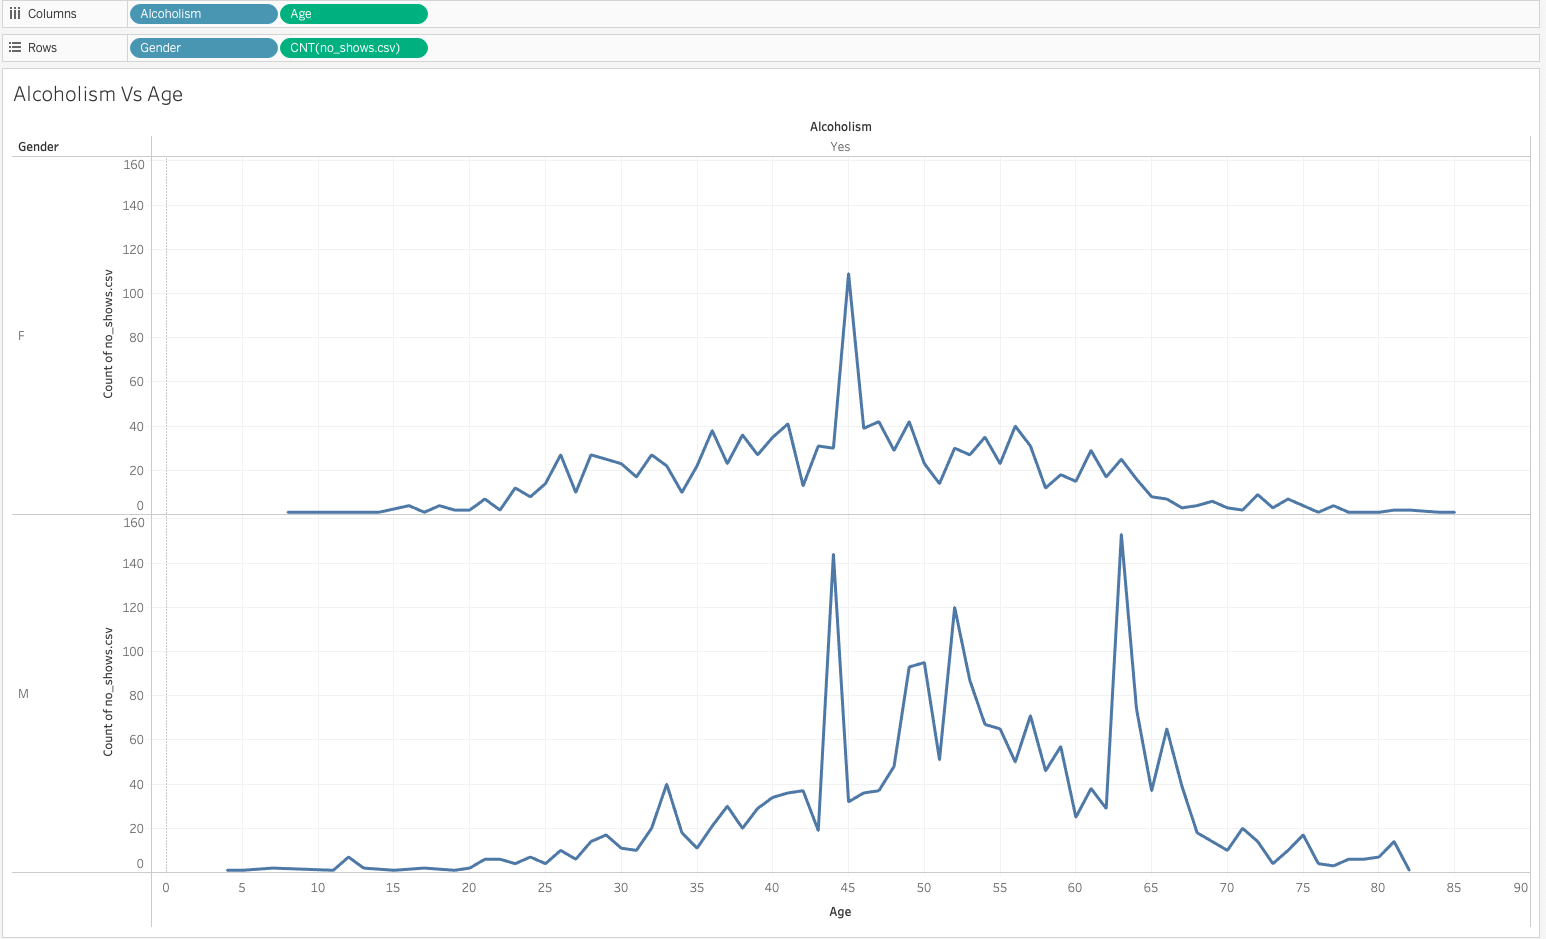 Columns Alcoholism Age
Rows Gender CNT(no_shows.csv)
Alcoholism Vs Age
Alcoholism
Gender Yes
160
140
120
100
80
60
40
20
0
Count of no_shows.csv
F
160
140
120
100
80
60
40
20
0
Count of no_shows.csv
M
0 5 10 15 20 25 30 35 40 45 50 55 60 65 70 75 80 85 90
Age